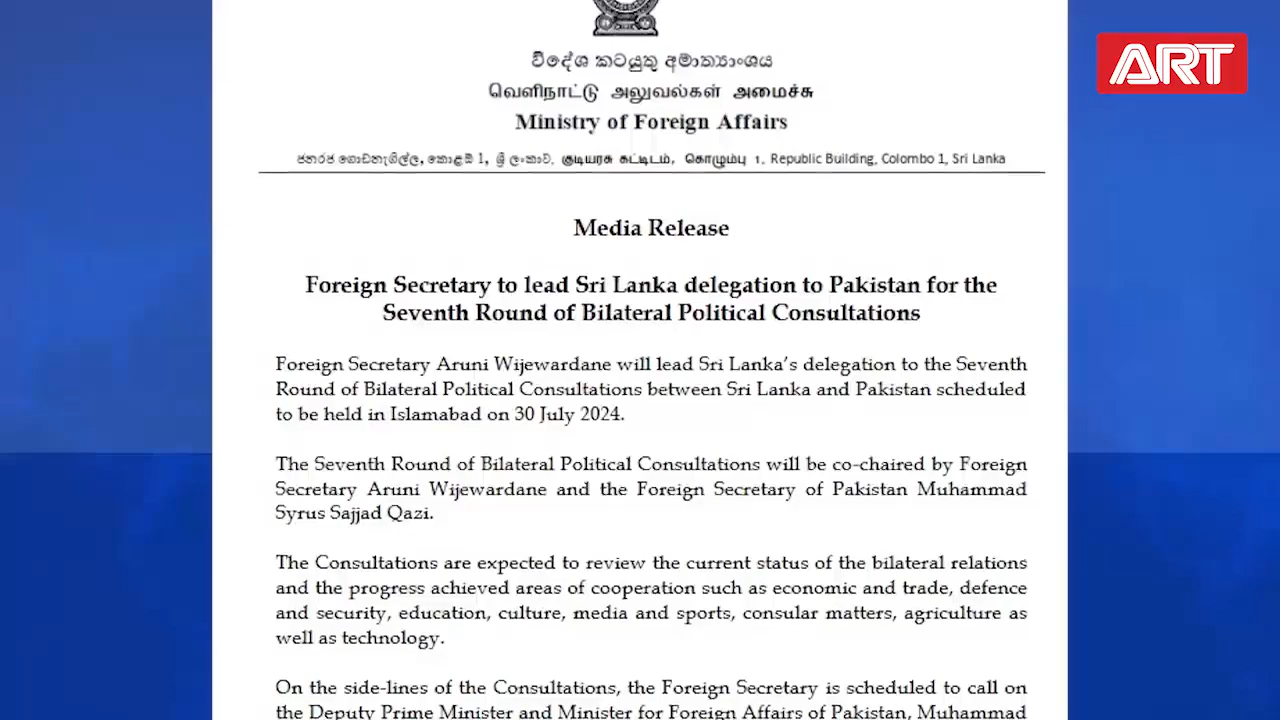 ART
විදේශ කටයුතු අමාත්‍යාංශය
வெளிநாட்டு அலுவல்கள் அமைச்சு
Ministry of Foreign Affairs
ජනරජ ගොඩනැගිල්ල, කොළඹ 1, ශ්‍රී ලංකාව, குடியரசு கட்டிடம், கொழும்பு 1, Republic Building, Colombo 1, Sri Lanka
Media Release
Foreign Secretary to lead Sri Lanka delegation to Pakistan for the
Seventh Round of Bilateral Political Consultations
Foreign Secretary Aruni Wijewardane will lead Sri Lanka’s delegation to the Seventh
Round of Bilateral Political Consultations between Sri Lanka and Pakistan scheduled
to be held in Islamabad on 30 July 2024.
The Seventh Round of Bilateral Political Consultations will be co-chaired by Foreign
Secretary Aruni Wijewardane and the Foreign Secretary of Pakistan Muhammad
Syrus Sajjad Qazi.
The Consultations are expected to review the current status of the bilateral relations
and the progress achieved areas of cooperation such as economic and trade, defence
and security, education, culture, media and sports, consular matters, agriculture as
well as technology.
On the side-lines of the Consultations, the Foreign Secretary is scheduled to call on
the Deputy Prime Minister and Minister for Foreign Affairs of Pakistan, Muhammad